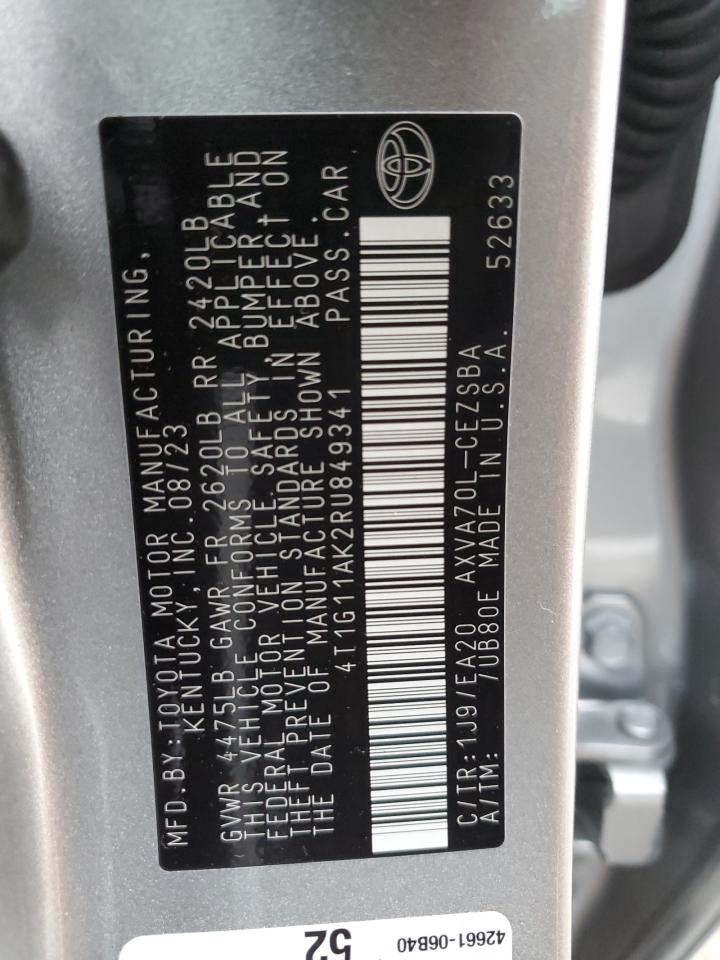 MFD.BY:TOYOTA MOTOR MANUFACTURING,
KENTUCKY, INC.08/23
GVWR 4475LB GAWR FR 2620LB RR 2420LB
THIS VEHICLE CONFORMS TO ALL APPLICABLE
FEDERAL MOTOR VEHICLE SAFETY, BUMPER AND
THEFT PREVENTION STANDARDS IN EFFECT ON
THE DATE OF MANUFACTURE SHOWN ABOVE.
4T1G11AK2RU849341 PASS.CAR
C/TR:1J9/EA20 AXVA70L-CEZSBA 52633
A/TM: /UB80E MADE IN U.S.A.
42661-06B40
52